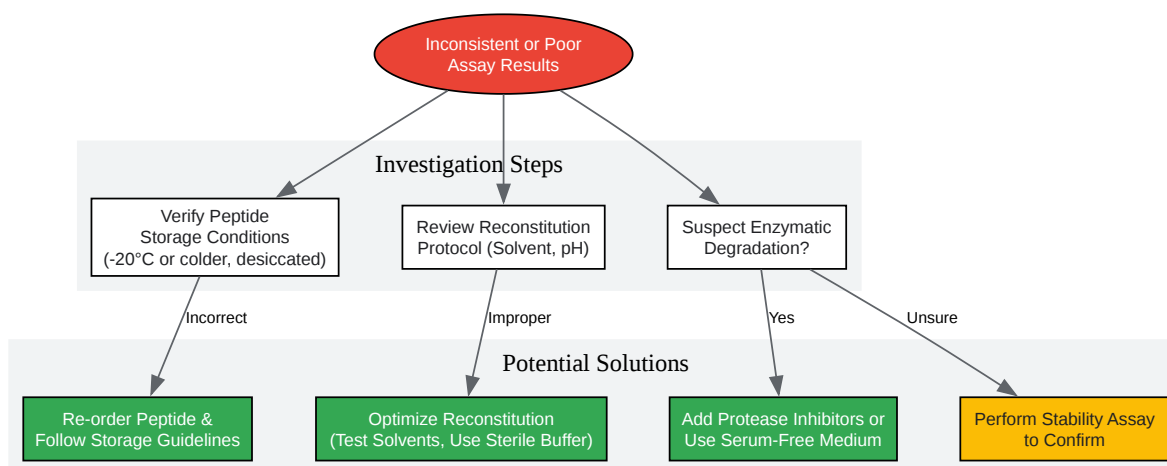 Inconsistent or Poor
Assay Results
Investigation Steps
Verify Peptide
Storage Conditions
(-20°C or colder, desiccated)
Review Reconstitution
Protocol (Solvent, pH)
Suspect Enzymatic
Degradation?
Incorrect
Improper
Yes
Unsure
Potential Solutions
Re-order Peptide &
Follow Storage Guidelines
Optimize Reconstitution
(Test Solvents, Use Sterile Buffer)
Add Protease Inhibitors or
Use Serum-Free Medium
Perform Stability Assay
to Confirm